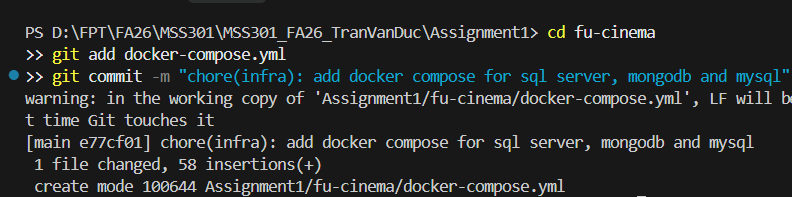 PS D:\FPT\FA26\MSS301\MSS301_FA26_TranVanDuc\Assignment1> cd fu-cinema
>> git add docker-compose.yml
>> git commit -m "chore(infra): add docker compose for sql server, mongodb and mysql"
warning: in the working copy of 'Assignment1/fu-cinema/docker-compose.yml', LF will
t time Git touches it
[main e77cf01] chore(infra): add docker compose for sql server, mongodb and mysql
 1 file changed, 58 insertions(+)
 create mode 100644 Assignment1/fu-cinema/docker-compose.yml